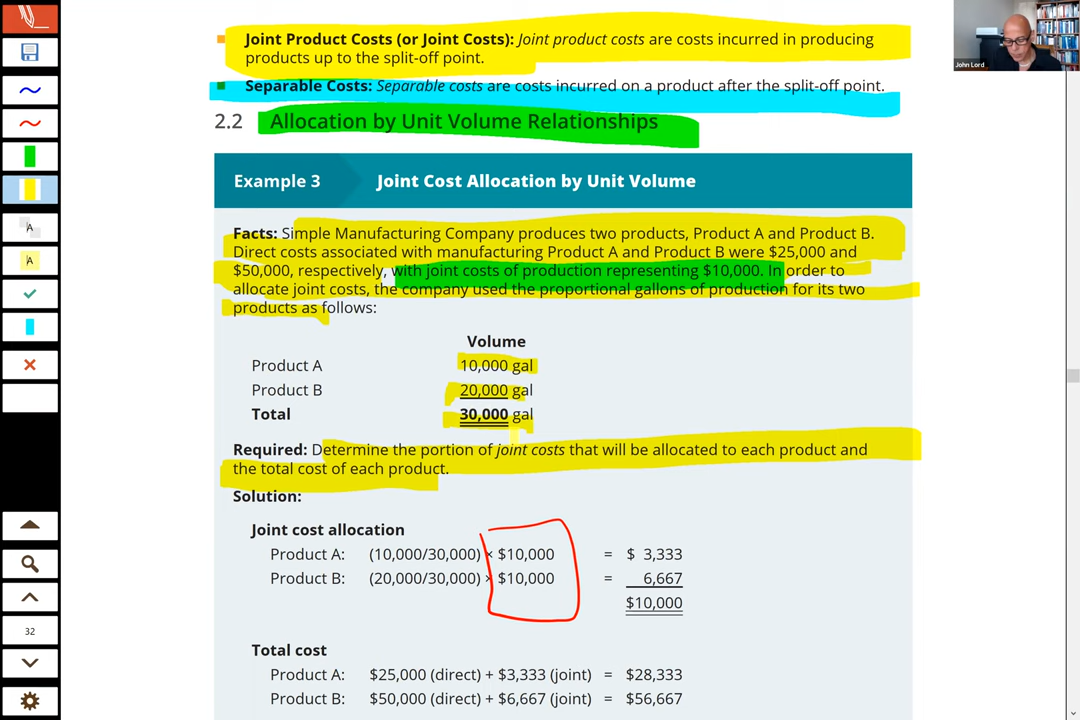 Joint Product Costs (or Joint Costs): Joint product costs are costs incurred in producing
products up to the split-off point.
John Lord
Separable Costs: Separable costs are costs incurred on a product after the split-off point.
2.2 Allocation by Unit Volume Relationships
Example 3 Joint Cost Allocation by Unit Volume
Facts: Simple Manufacturing Company produces two products, Product A and Product B.
Direct costs associated with manufacturing Product A and Product B were $25,000 and
$50,000, respectively, with joint costs of production representing $10,000. In order to
allocate joint costs, the company used the proportional gallons of production for its two
products as follows:
Volume
Product A 10,000 gal
Product B 20,000 gal
Total 30,000 gal
Required: Determine the portion of joint costs that will be allocated to each product and
the total cost of each product.
Solution:
Joint cost allocation
Product A: (10,000/30,000) × $10,000 = $ 3,333
Product B: (20,000/30,000) × $10,000 = 6,667
$10,000
Total cost
Product A: $25,000 (direct) + $3,333 (joint) = $28,333
Product B: $50,000 (direct) + $6,667 (joint) = $56,667
A
A
32